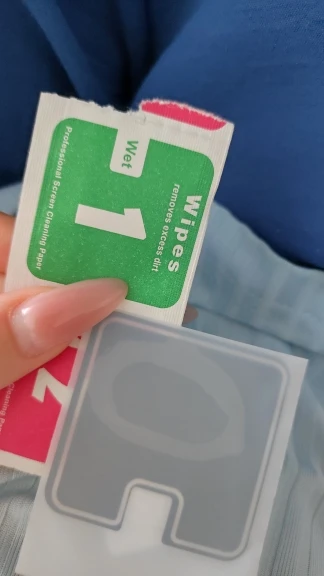 Wet
1
Wipes
removes excess dirt
Professional Screen Cleaning Paper
2